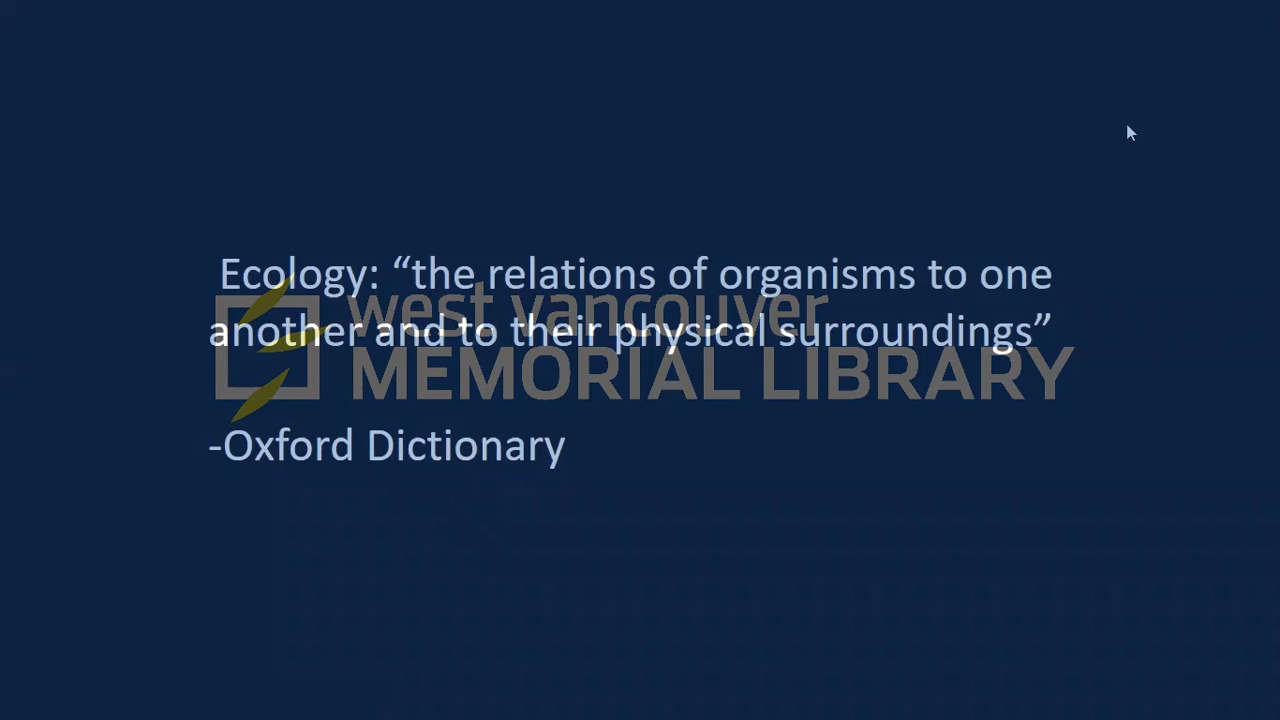 Ecology: “the relations of organisms to one
another and to their physical surroundings”
west vancouver
MEMORIAL LIBRARY
-Oxford Dictionary